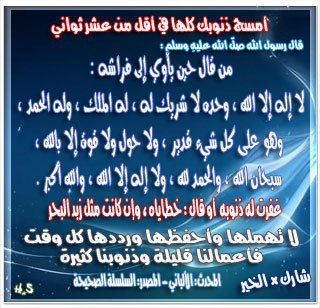 امسح ذنوبك كلها في اقل من عشر ثواني
قال رسول الله صلى الله عليه وسلم :
من قال حين يأوي إلى فراشه :
لا إله إلا الله ، وحده لا شريك له ، له الملك ، وله الحمد ،
وهو على كل شيء قدير ، ولا حول ولا قوة إلا بالله ،
سبحان الله ، والحمد لله ، ولا إله إلا الله ، والله أكبر .
غفرت له ذنوبه أو قال : خطاياه ، وإن كانت مثل زبد البحر
لا تهملها واحفظها ورددها كل وقت
فأعمالنا قليلة وذنوبنا كثيرة
المحدث: الألباني - المصدر: السلسلة الصحيحة
شارك × الخير
H,S